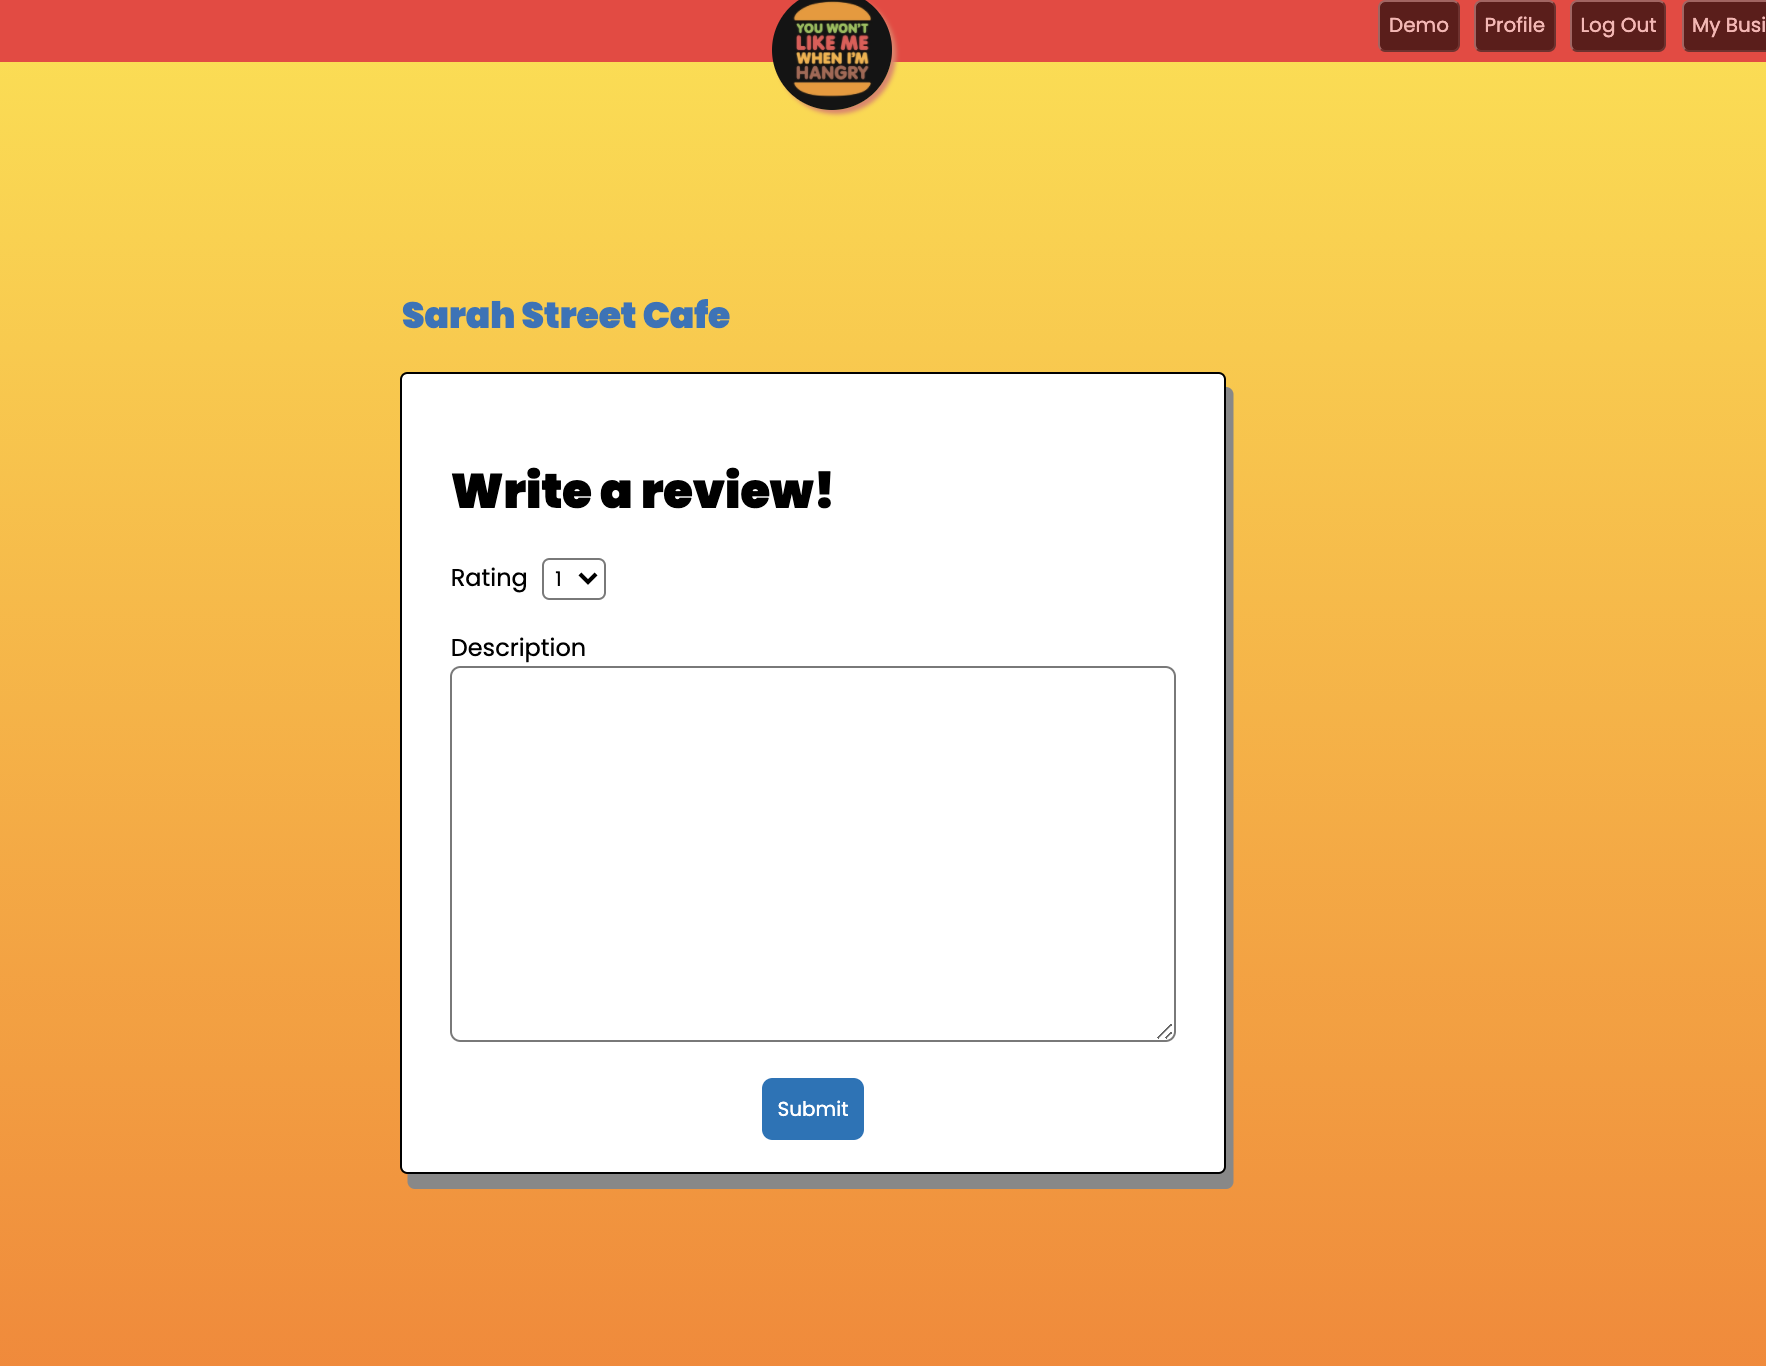 YOU WON'T
LIKE ME
WHEN I'M
HANGRY
Demo Profile Log Out My Busi
Sarah Street Cafe
Write a review!
Rating 1
Description
Submit